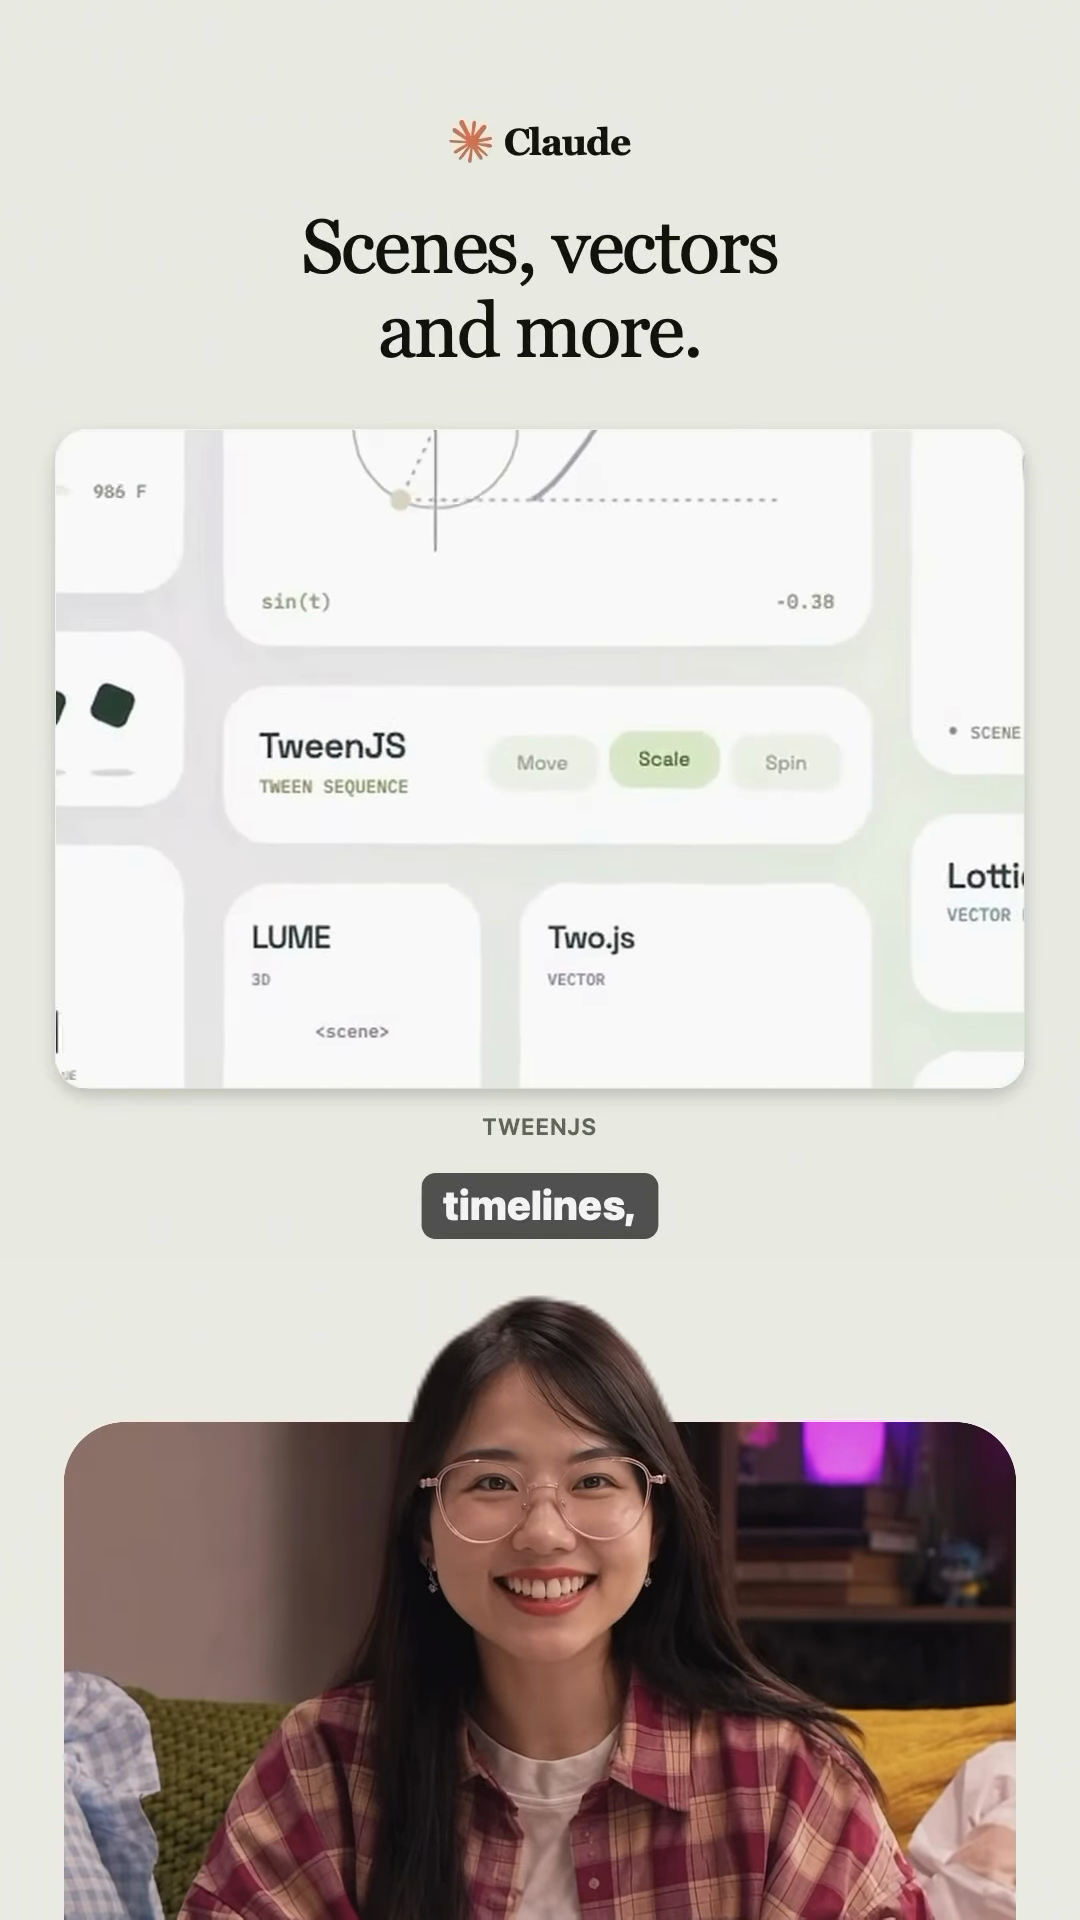 Claude
Scenes, vectors
and more.
986 F
sin(t)
-0.38
TweenJS
TWEEN SEQUENCE
Move
Scale
Spin
SCENE
LUME
3D
<scene>
Two.js
VECTOR
VECTOR
TWEENJS
timelines,